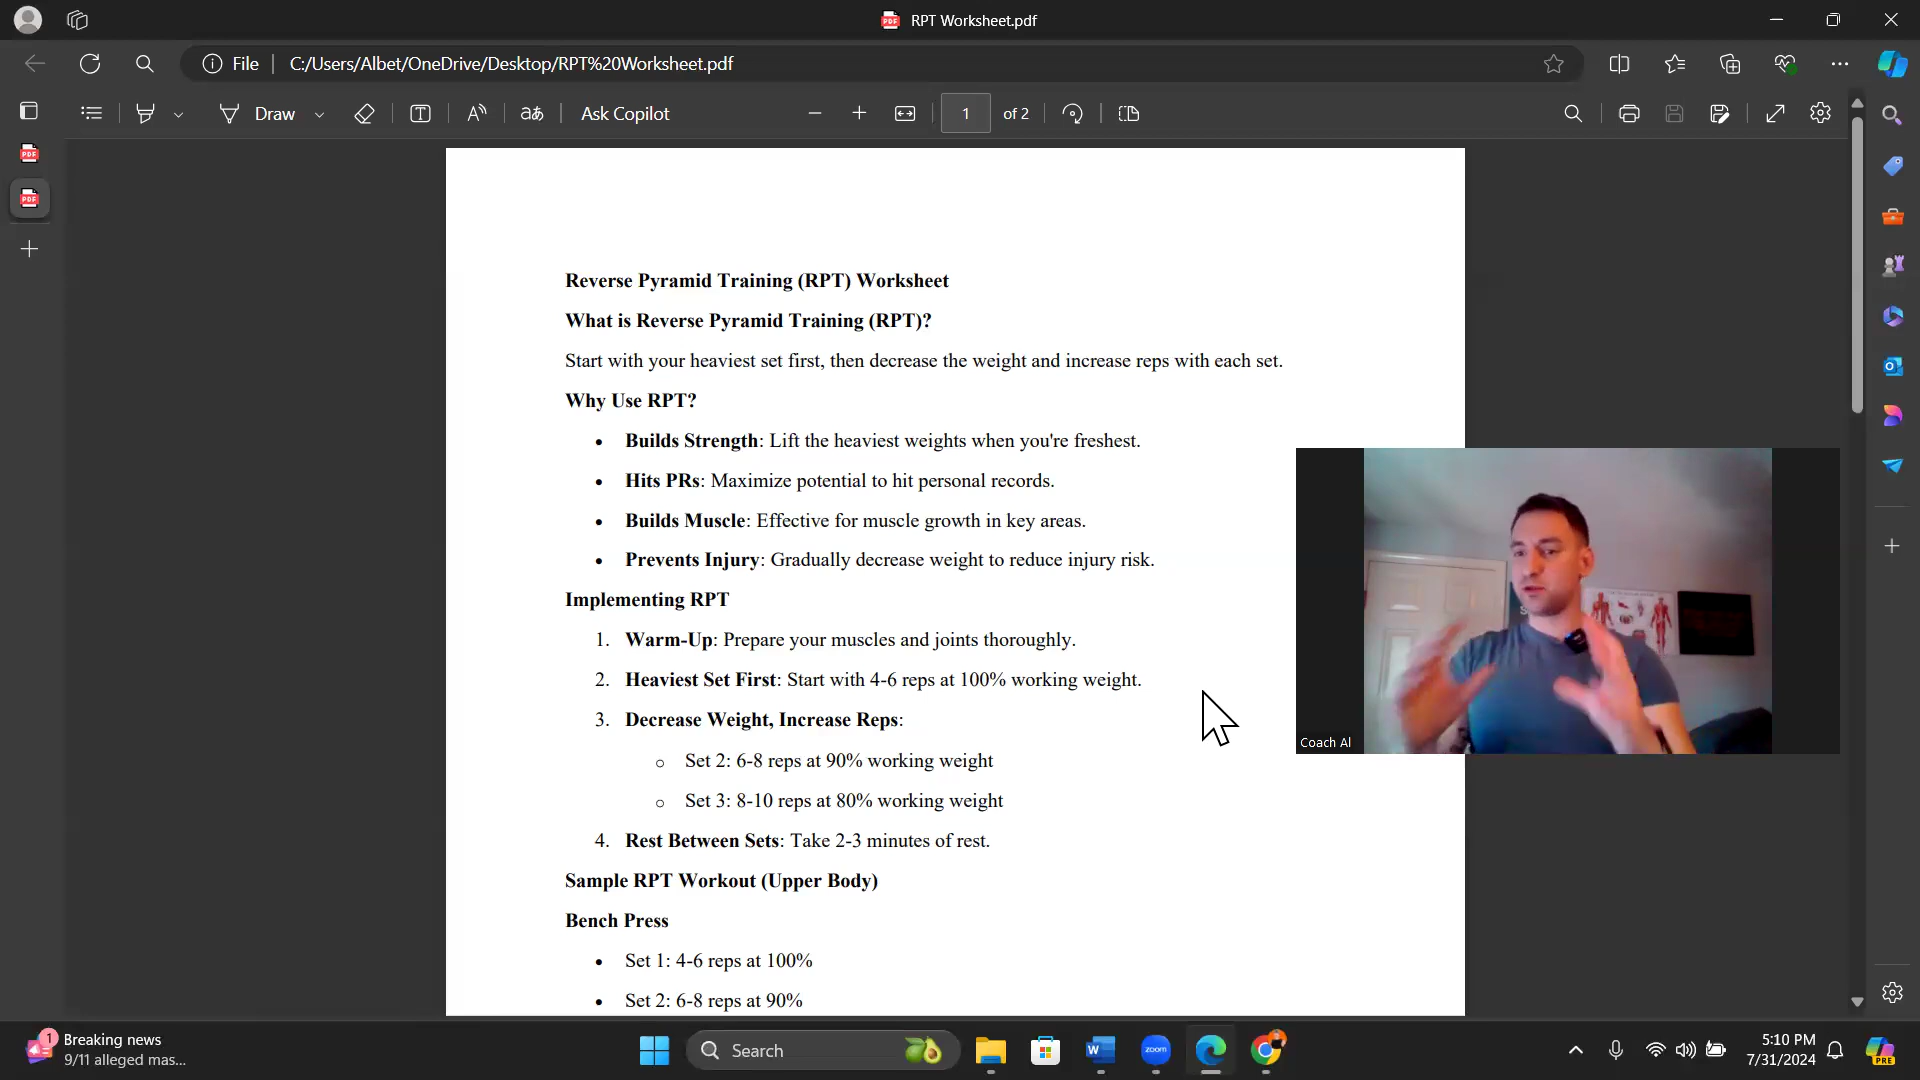 RPT Worksheet.pdf
File
C:/Users/Albet/OneDrive/Desktop/RPT%20Worksheet.pdf
Draw
Ask Copilot
1
of 2
Reverse Pyramid Training (RPT) Worksheet
What is Reverse Pyramid Training (RPT)?
Start with your heaviest set first, then decrease the weight and increase reps with each set.
Why Use RPT?
• Builds Strength: Lift the heaviest weights when you're freshest.
• Hits PRs: Maximize potential to hit personal records.
• Builds Muscle: Effective for muscle growth in key areas.
• Prevents Injury: Gradually decrease weight to reduce injury risk.
Implementing RPT
1. Warm-Up: Prepare your muscles and joints thoroughly.
2. Heaviest Set First: Start with 4-6 reps at 100% working weight.
3. Decrease Weight, Increase Reps:
○ Set 2: 6-8 reps at 90% working weight
○ Set 3: 8-10 reps at 80% working weight
4. Rest Between Sets: Take 2-3 minutes of rest.
Sample RPT Workout (Upper Body)
Bench Press
• Set 1: 4-6 reps at 100%
• Set 2: 6-8 reps at 90%
Coach Al
1
Breaking news
9/11 alleged mas...
Search
zoom
5:10 PM
7/31/2024
PRE